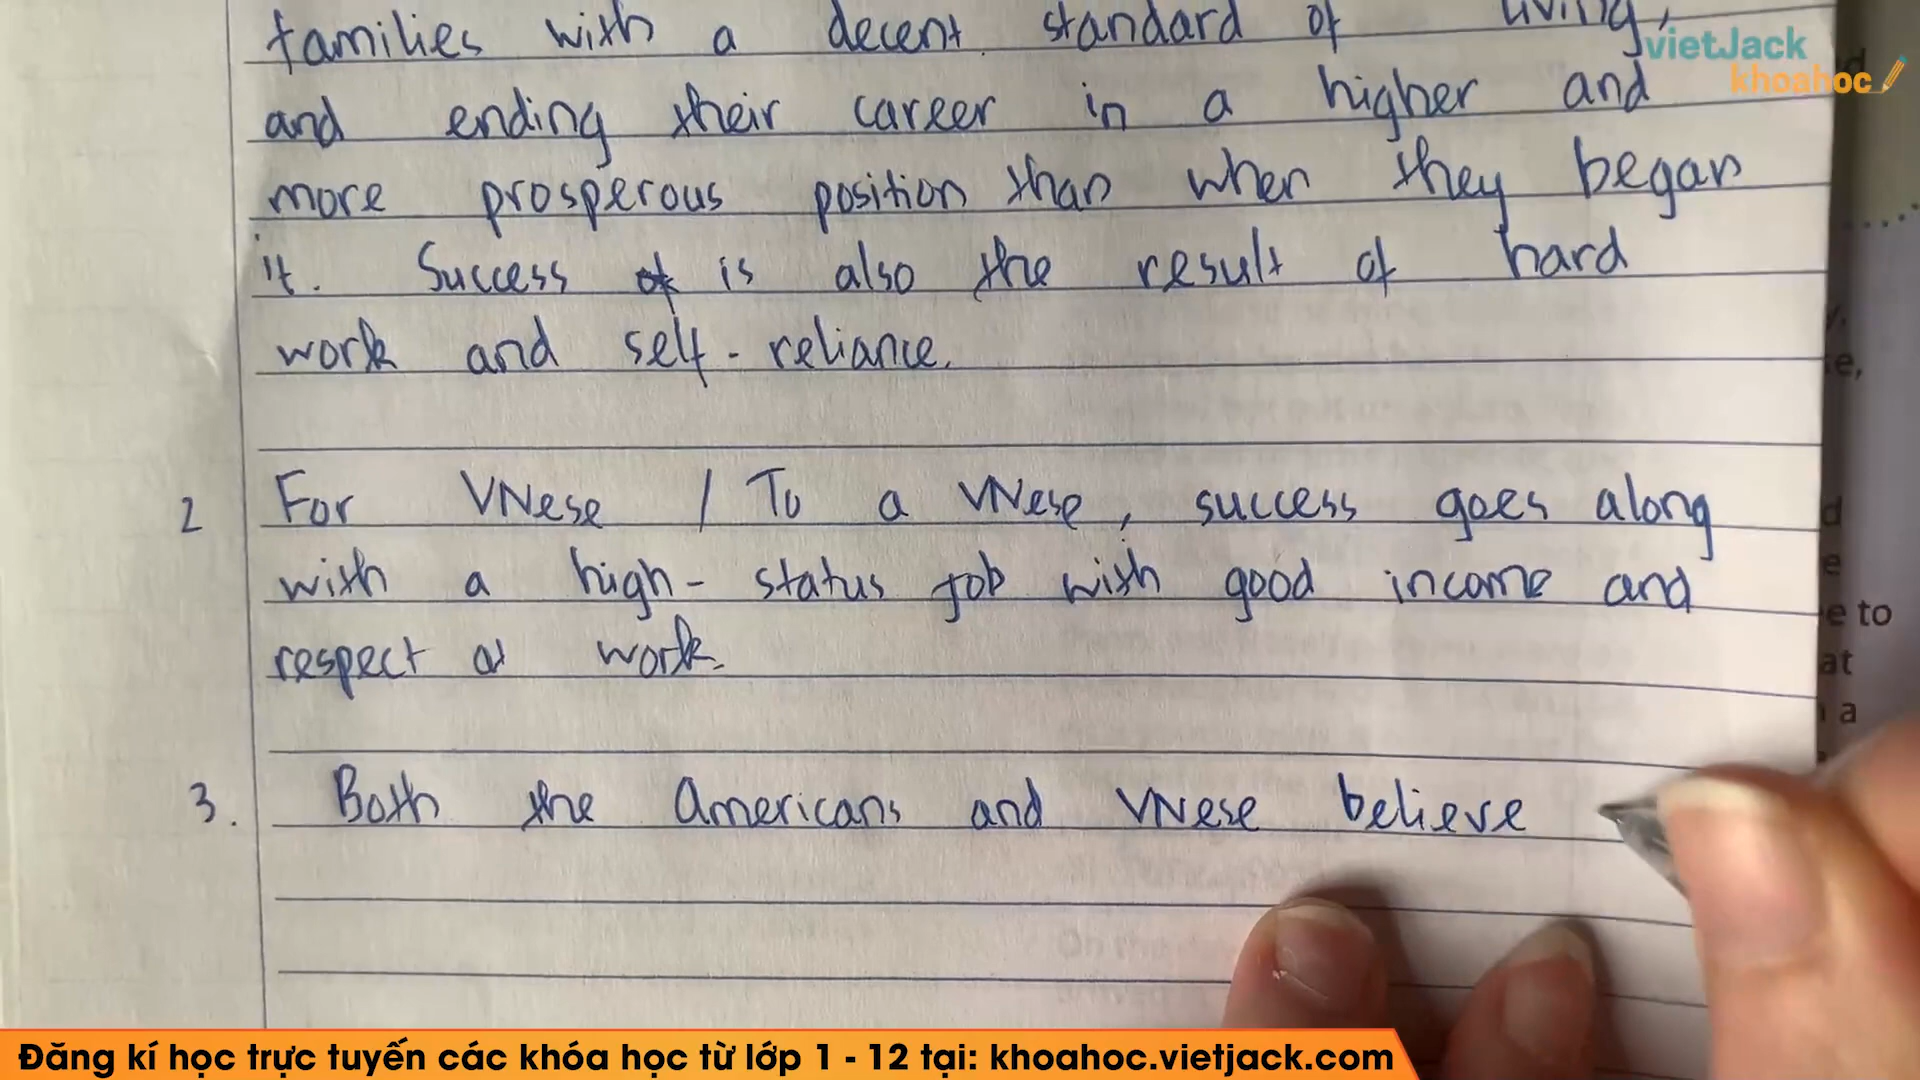 families with a decent standard of living,
and ending their career in a higher and
more prosperous position than when they began
it. Success is also the result of hard
work and self-reliance.
2 For VNese / To a VNese, success goes along
with a high-status job with good income and
respect at work.
3. Both the Americans and VNese believe
vietJack
khoahoc
e,
d
e
e to
at
a
Đăng kí học trực tuyến các khóa học từ lớp 1 - 12 tại: khoahoc.vietjack.com